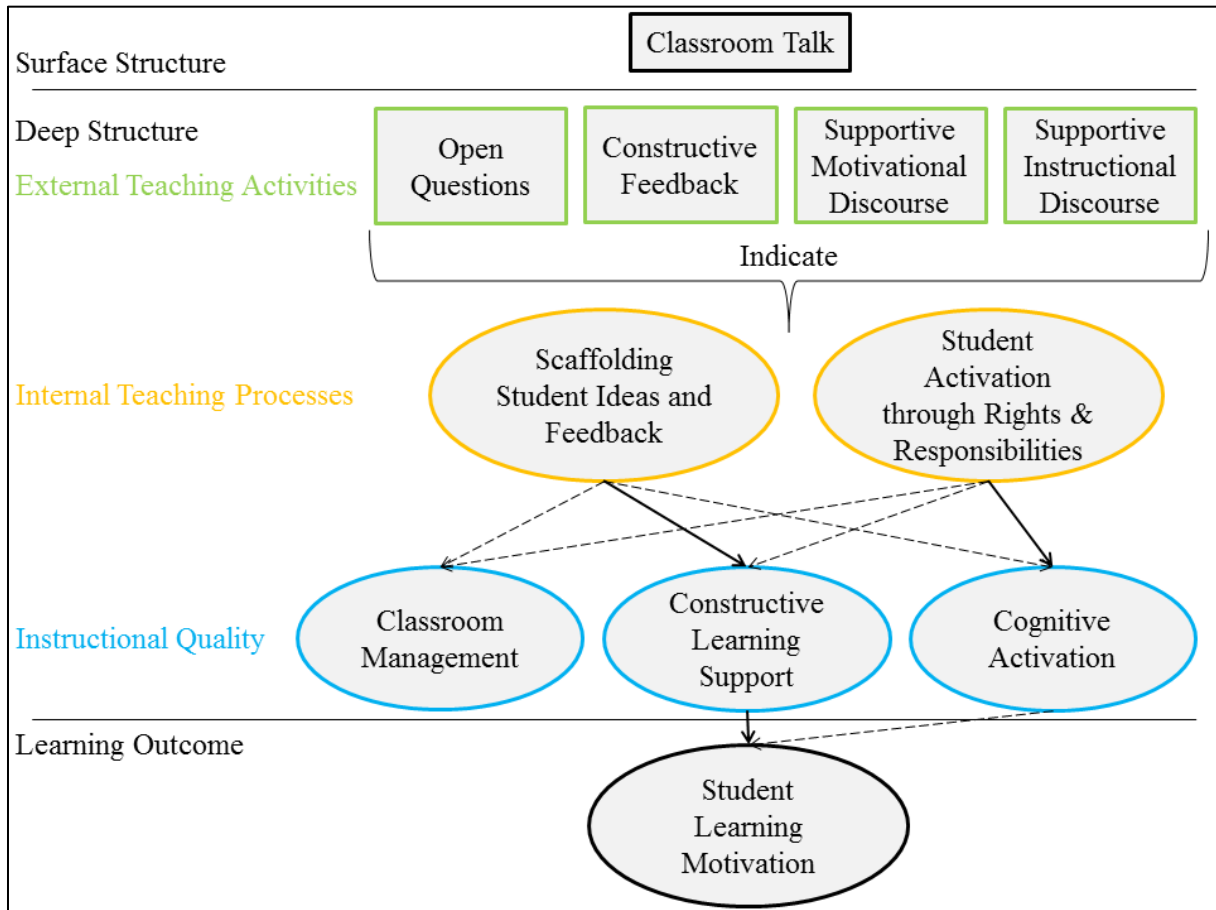 Classroom Talk
Surface Structure
Deep Structure
External Teaching Activities
Open
Questions
Constructive
Feedback
Supportive
Motivational
Discourse
Supportive
Instructional
Discourse
Indicate
Internal Teaching Processes
Scaffolding
Student Ideas and
Feedback
Student
Activation
through Rights &
Responsibilities
Instructional Quality
Classroom
Management
Constructive
Learning
Support
Cognitive
Activation
Learning Outcome
Student
Learning
Motivation